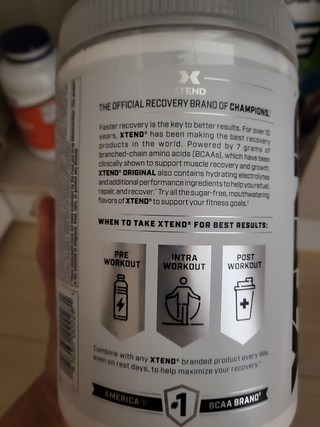 XTEND
THE OFFICIAL RECOVERY BRAND OF CHAMPIONS.
Faster recovery is the key to better results. For over 10
years, XTEND® has been making the best recovery
products in the world. Powered by 7 grams of
branched-chain amino acids (BCAAs), which have been
clinically shown to support muscle recovery and growth,
XTEND® ORIGINAL also contains hydrating electrolytes
and additional performance ingredients to help you refuel,
repair, and recover. Try all the sugar-free, mouthwatering
flavors of XTEND® to support your fitness goals.
WHEN TO TAKE XTEND® FOR BEST RESULTS:
PRE
WORKOUT
INTRA
WORKOUT
POST
WORKOUT
Combine with any XTEND® branded product every day,
even on rest days, to help maximize your recovery.
AMERICA'S
#1
BCAA BRAND